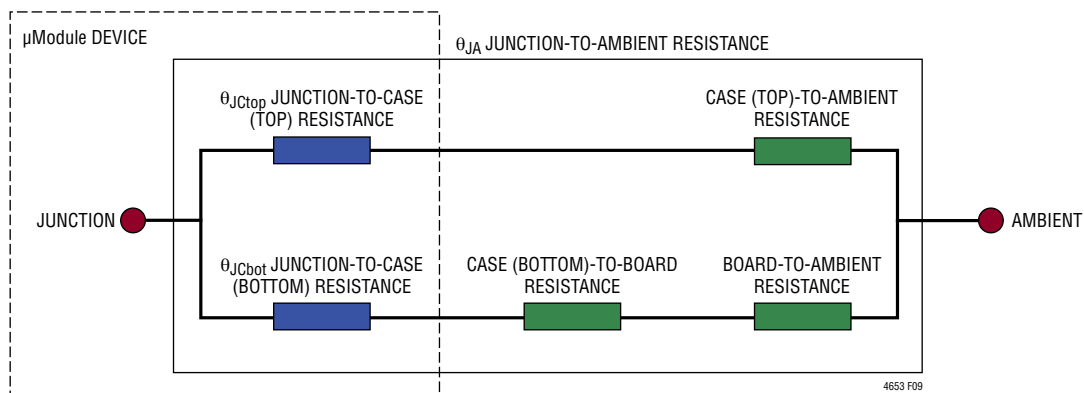 µModule DEVICE
θJA JUNCTION-TO-AMBIENT RESISTANCE
θJCtop JUNCTION-TO-CASE
(TOP) RESISTANCE
CASE (TOP)-TO-AMBIENT
RESISTANCE
JUNCTION
AMBIENT
θJCbot JUNCTION-TO-CASE
(BOTTOM) RESISTANCE
CASE (BOTTOM)-TO-BOARD
RESISTANCE
BOARD-TO-AMBIENT
RESISTANCE
4653 F09